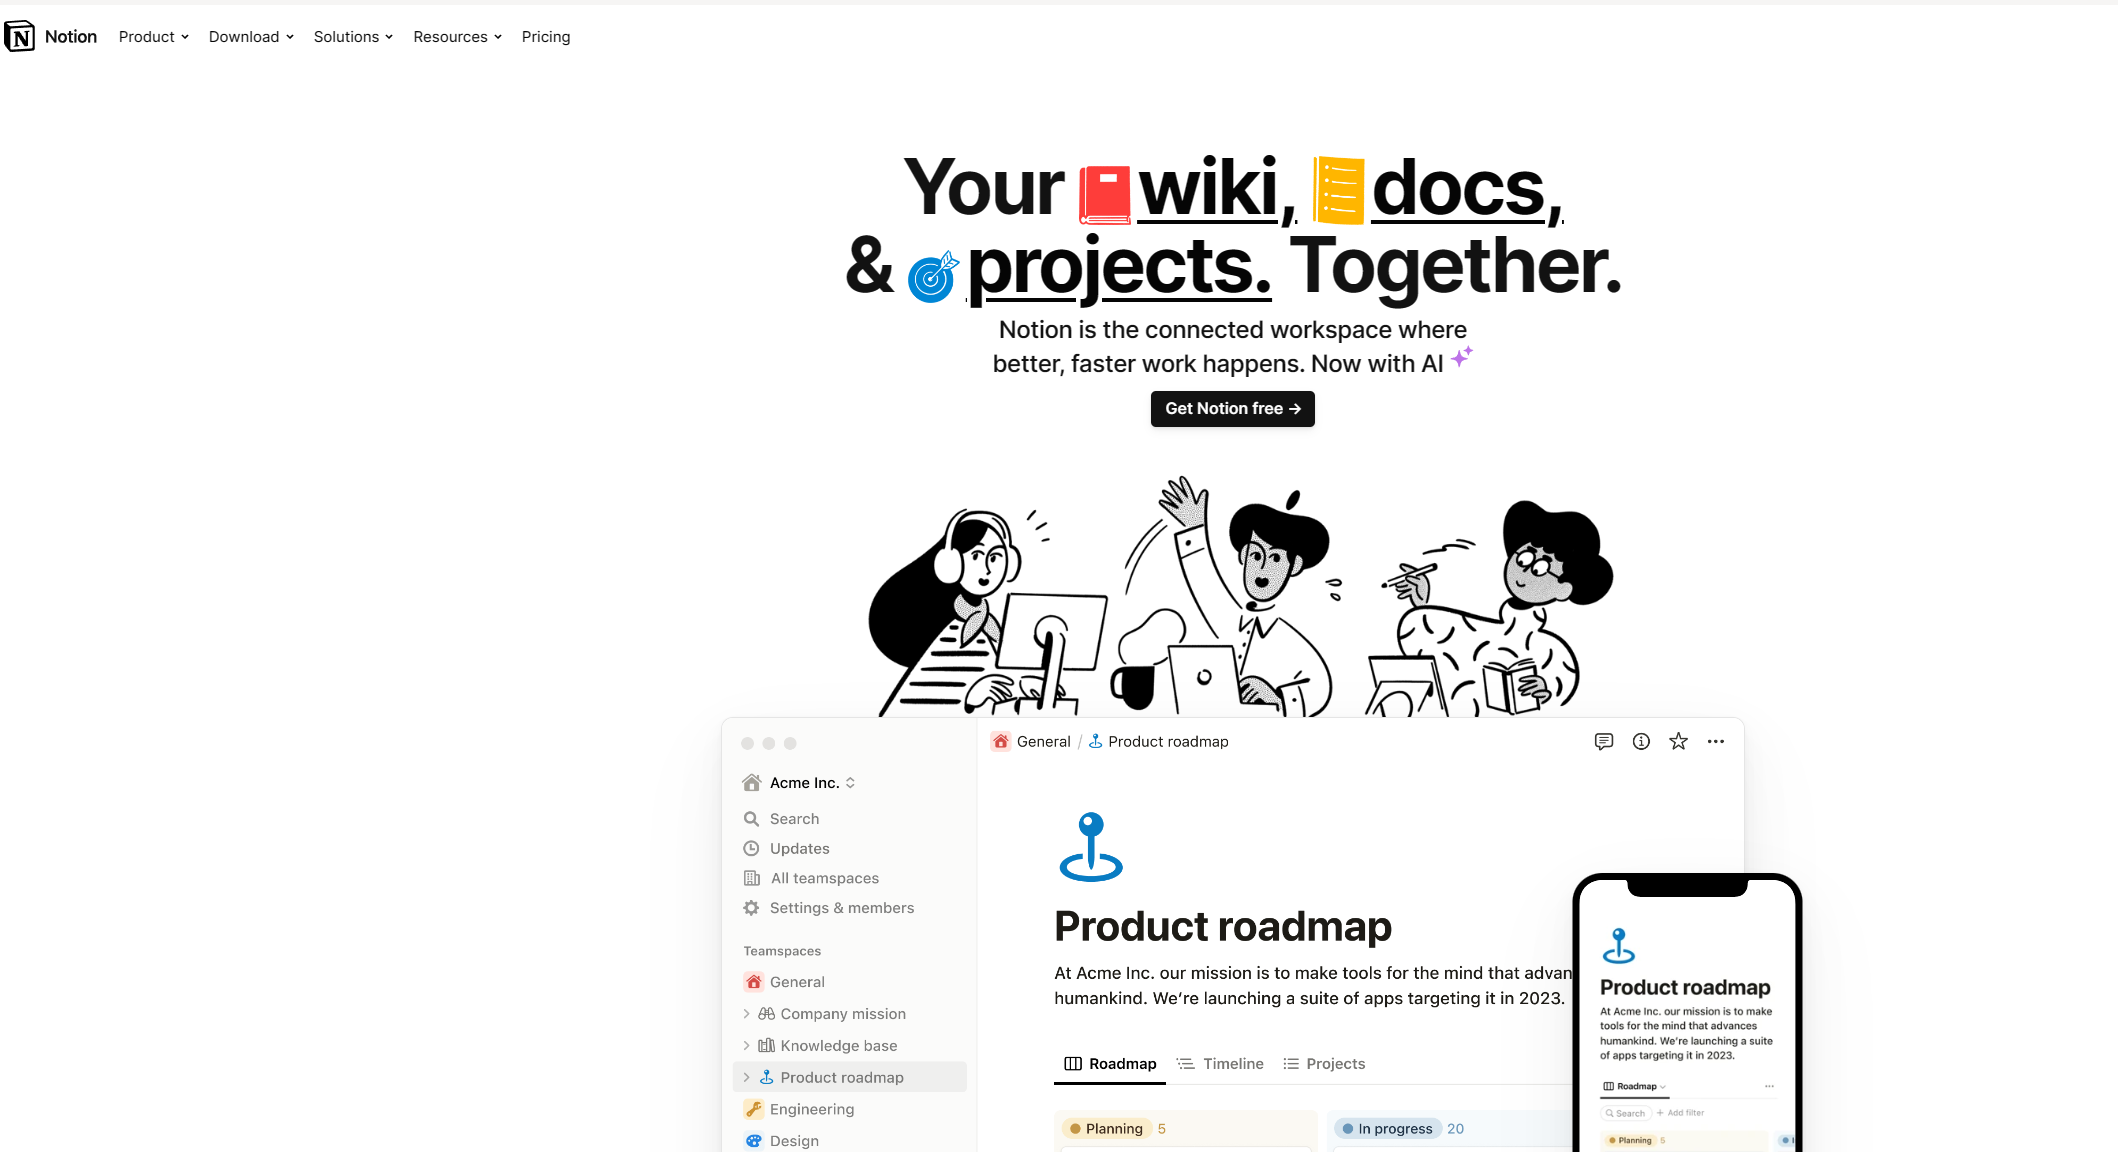 Notion Product Download Solutions Resources Pricing
Your wiki, docs,
& projects. Together.
Notion is the connected workspace where
better, faster work happens. Now with AI
Get Notion free →
General / Product roadmap
Acme Inc.
Search
Updates
All teamspaces
Settings & members
Teamspaces
General
Company mission
Knowledge base
Product roadmap
Engineering
Design
Product roadmap
At Acme Inc. our mission is to make tools for the mind that advan
humankind. We’re launching a suite of apps targeting it in 2023.
Roadmap Timeline Projects
Planning 5 In progress 20
Product roadmap
At Acme Inc. our mission is to make
tools for the mind that advances
humankind. We’re launching a suite
of apps targeting it in 2023.
Roadmap
Search + Add filter
Planning 5